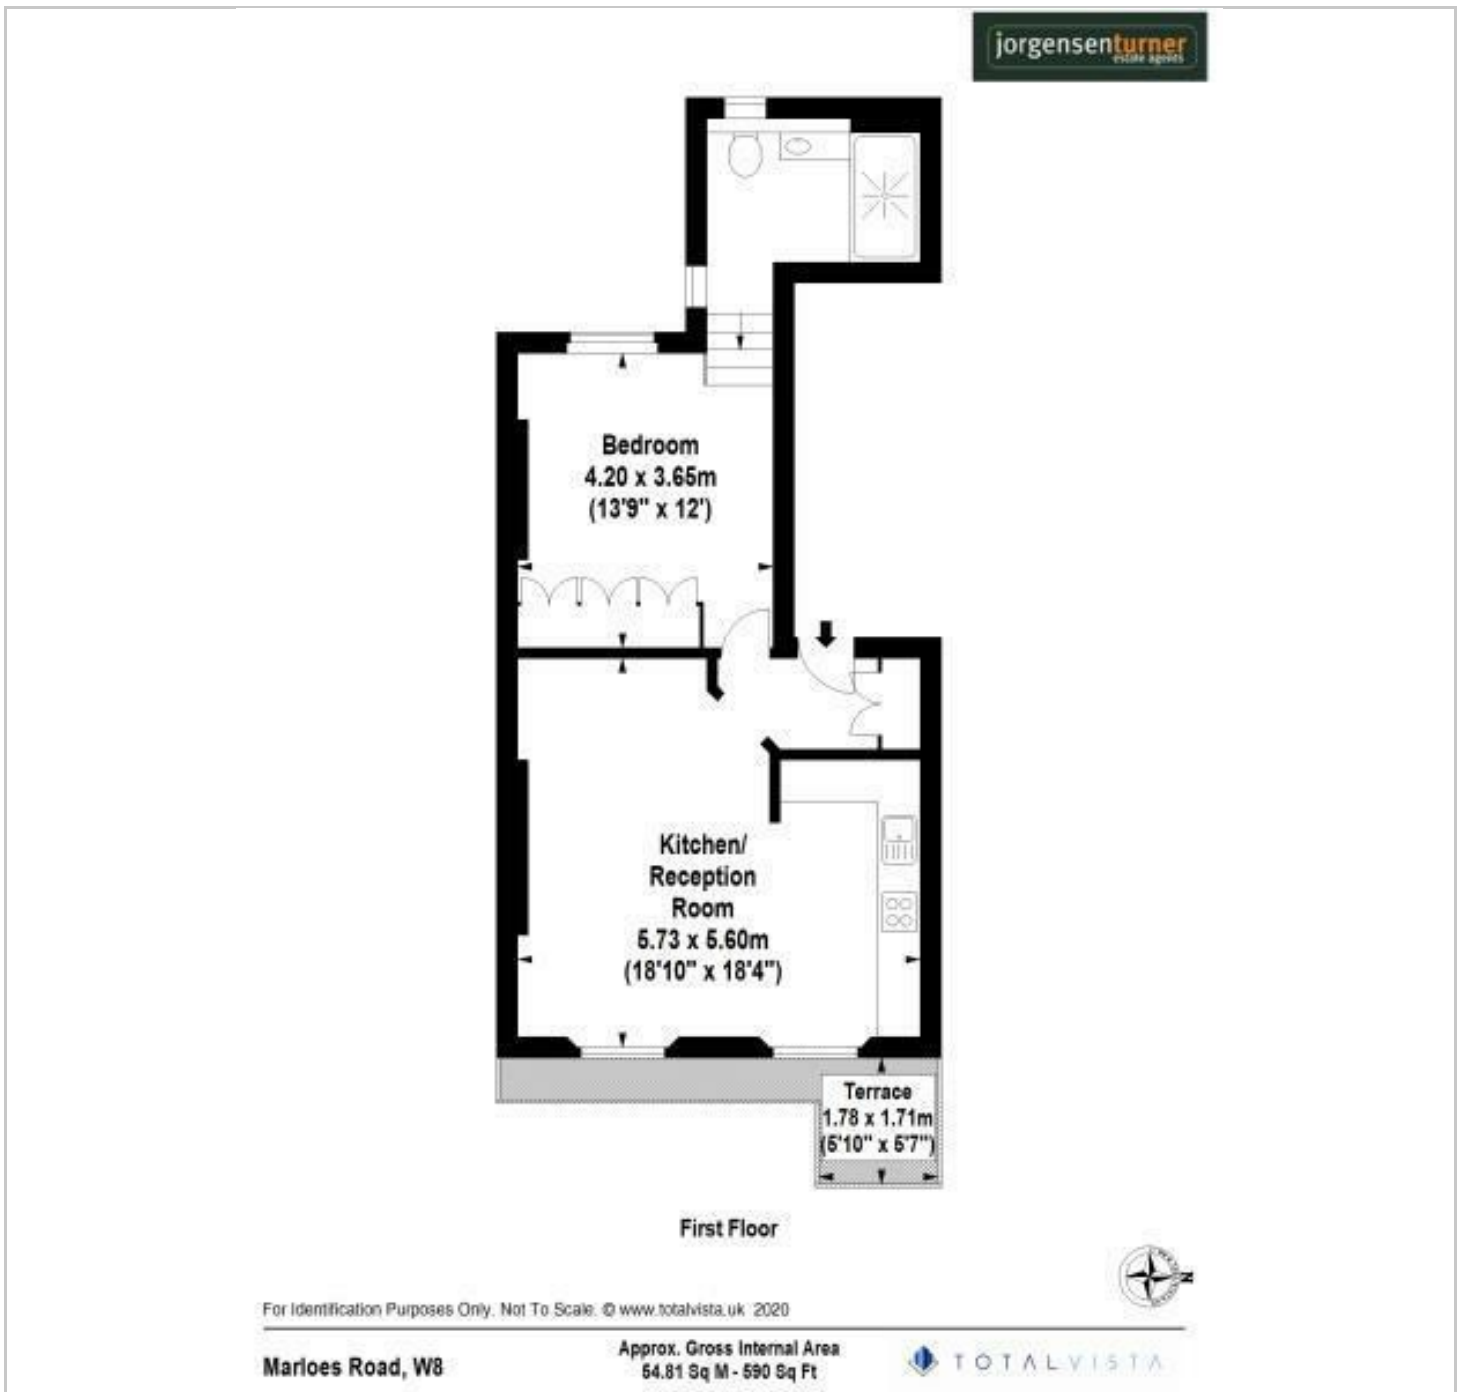 jorgensenturner
estate agents
Bedroom
4.20 x 3.65m
(13'9" x 12')
Kitchen/
Reception
Room
5.73 x 5.60m
(18'10" x 18'4")
Terrace
1.78 x 1.71m
(5'10" x 5'7")
First Floor
N
For Identification Purposes Only. Not To Scale. © www.totalvista.uk 2020
Marloes Road, W8
Approx. Gross Internal Area
54.81 Sq M - 590 Sq Ft
TOTALVISTA